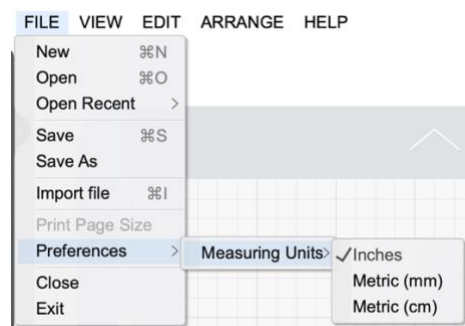 FILE VIEW EDIT ARRANGE HELP
New ⌘N
Open ⌘O
Open Recent >
Save ⌘S
Save As
Import file ⌘I
Print Page Size
Preferences > Measuring Units> ✓Inches
Metric (mm)
Close
Metric (cm)
Exit